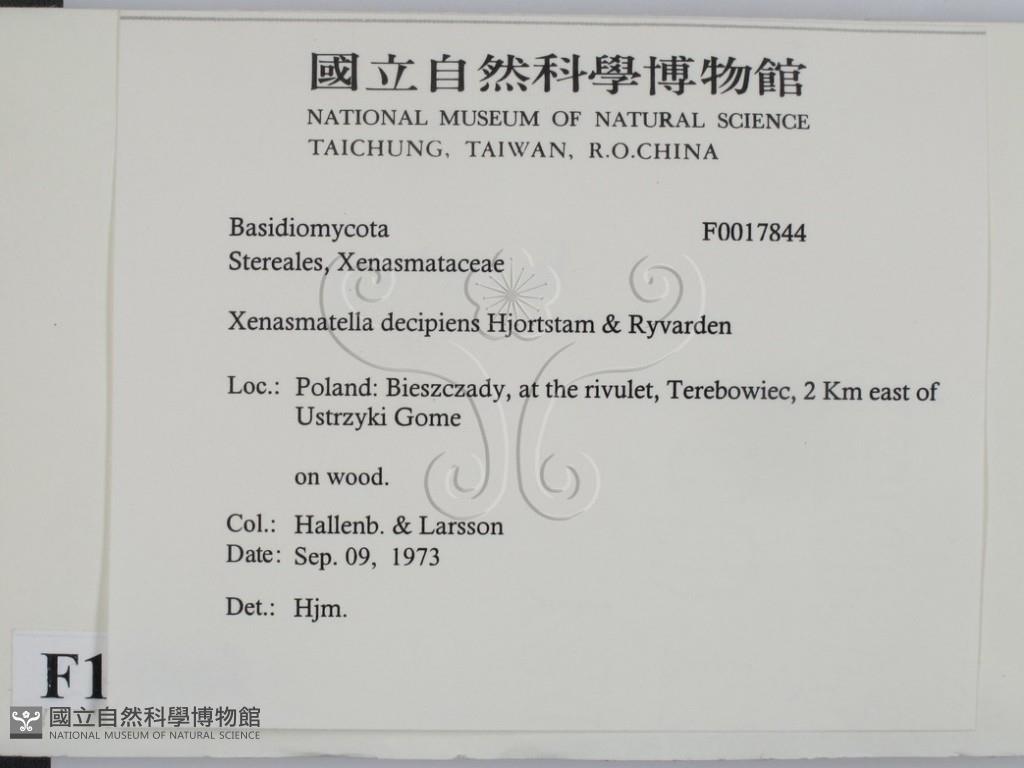 國立自然科學博物館
NATIONAL MUSEUM OF NATURAL SCIENCE
TAICHUNG, TAIWAN, R.O.CHINA
Basidiomycota F0017844
Stereales, Xenasmataceae
Xenasmatella decipiens Hjortstam & Ryvarden
Loc.: Poland: Bieszczady, at the rivulet, Terebowiec, 2 Km east of
Ustrzyki Gome
on wood.
Col.: Hallenb. & Larsson
Date: Sep. 09, 1973
Det.: Hjm.
F1
國立自然科學博物館
NATIONAL MUSEUM OF NATURAL SCIENCE